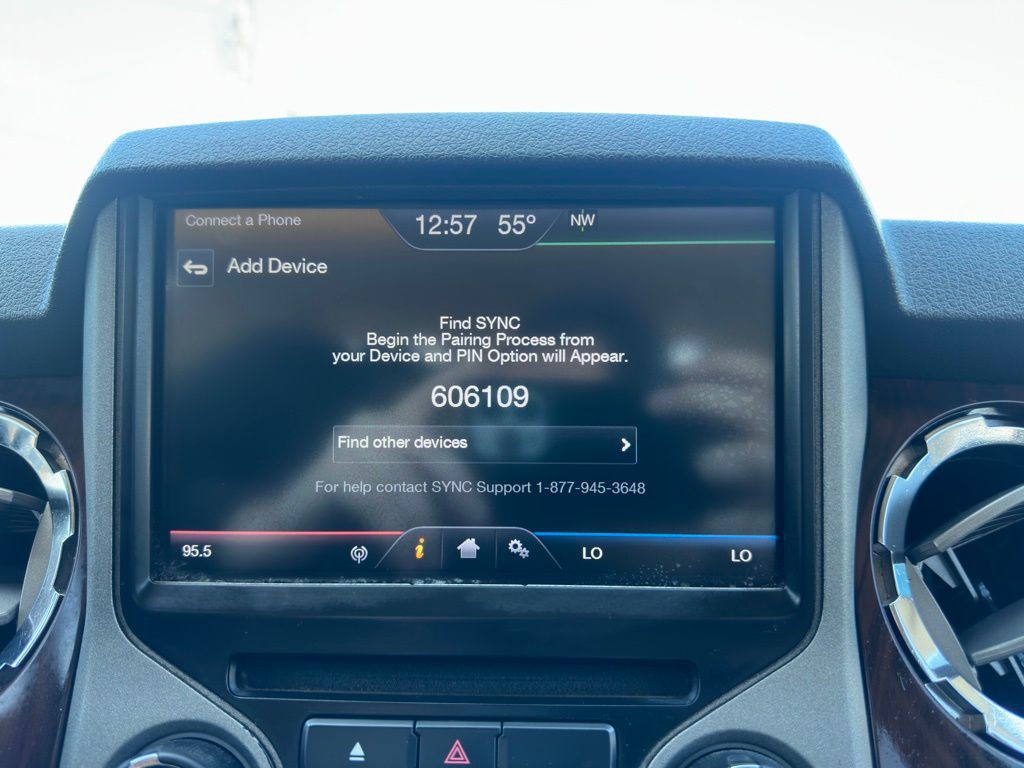 Connect a Phone
12:57 55° NW
Add Device
Find SYNC
Begin the Pairing Process from
your Device and PIN Option will Appear.
606109
Find other devices
For help contact SYNC Support 1-877-945-3648
95.5 i LO LO